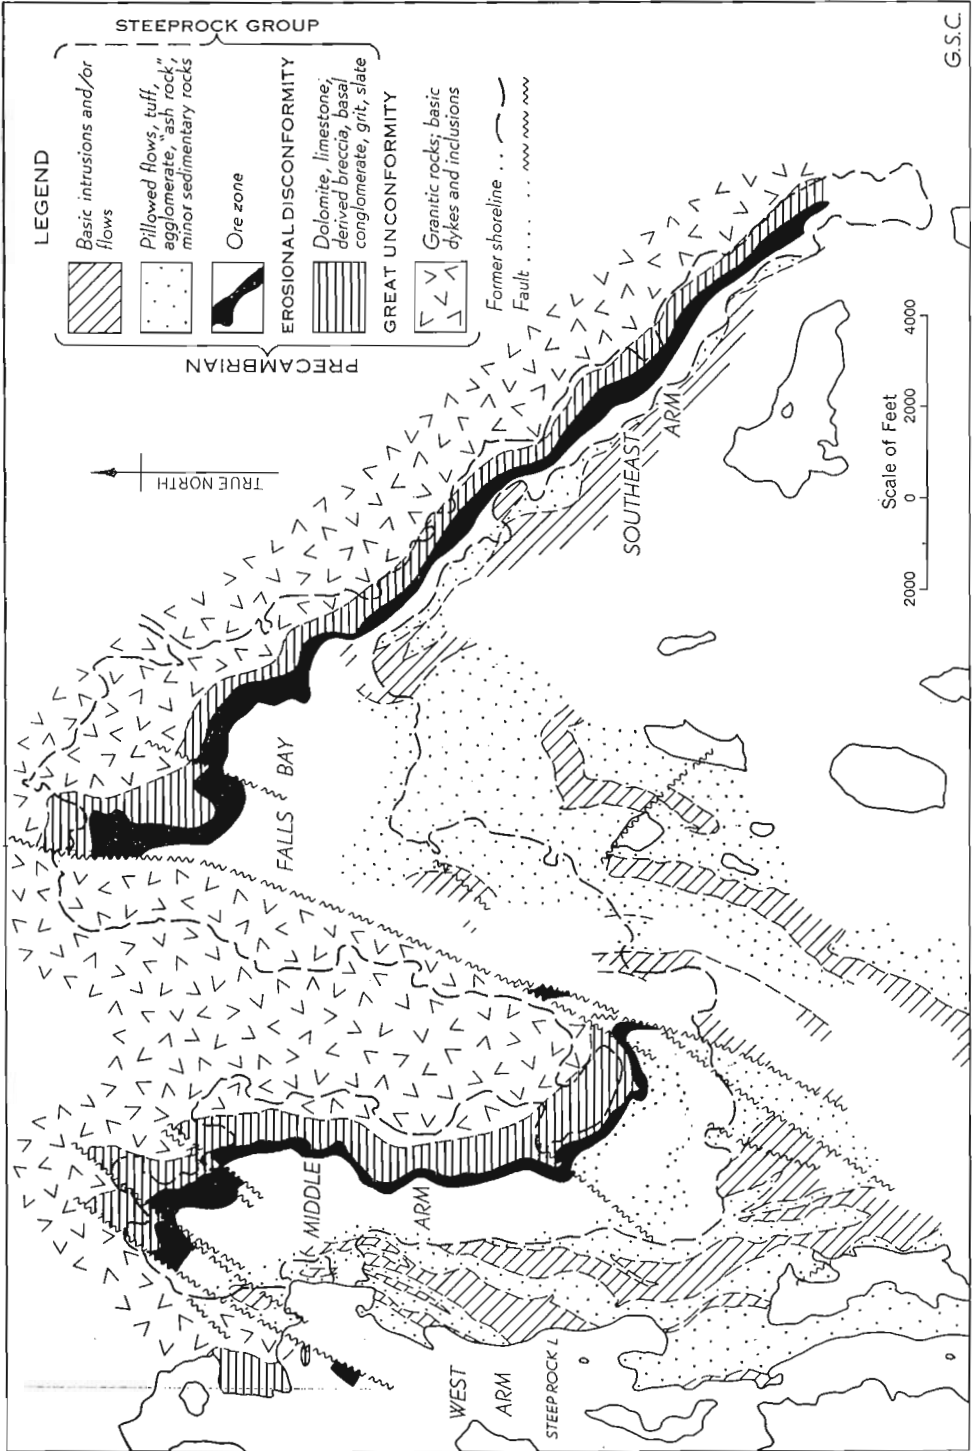 LEGEND
STEEPROCK GROUP
Basic intrusions and/or
flows
Pillowed flows, tuff,
agglomerate, "ash rock",
minor sedimentary rocks
Ore zone
EROSIONAL DISCONFORMITY
Dolomite, limestone,
derived breccia, basal
conglomerate, grit, slate
GREAT UNCONFORMITY
Granitic rocks; basic
dykes and inclusions
PRECAMBRIAN
Former shoreline . .
Fault . . . . . .
TRUE NORTH
FALLS BAY
MIDDLE
ARM
SOUTHEAST
ARM
WEST
ARM
STEEPROCK L
Scale of Feet
2000 0 2000 4000
G.S.C.